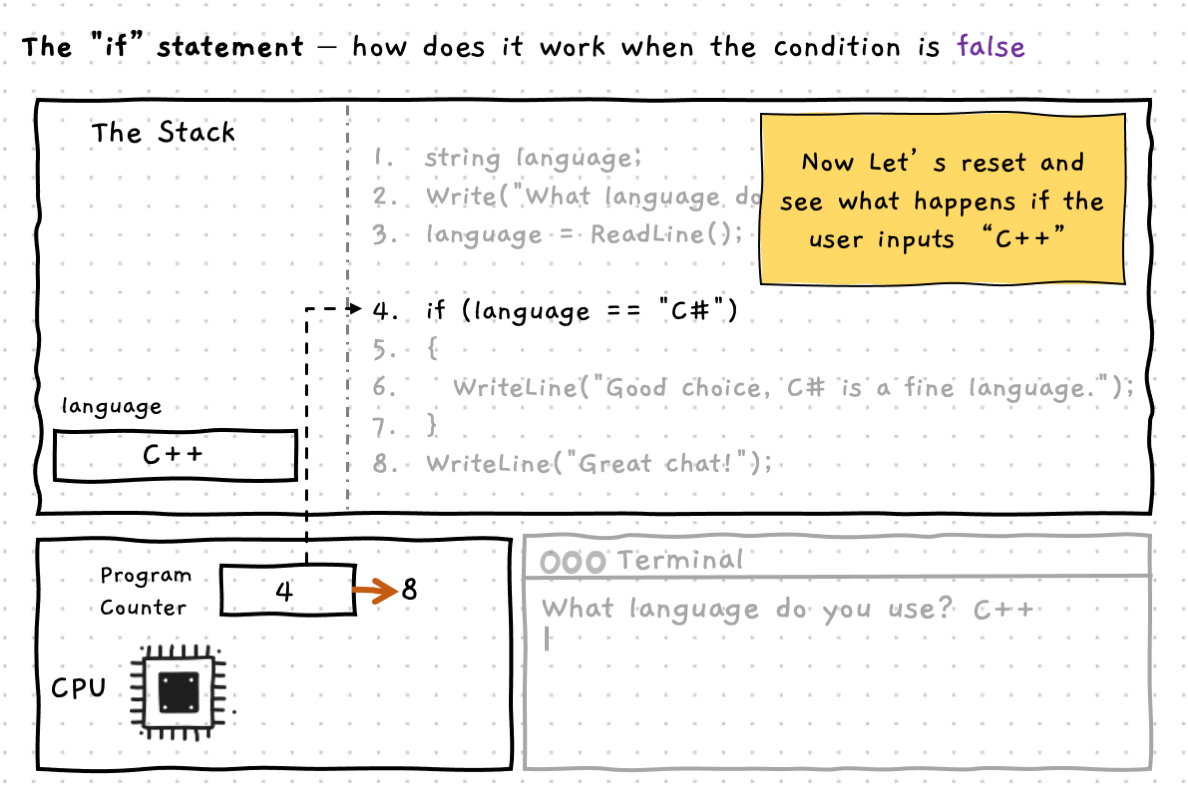 The "if” statement — how does it work when the condition is false
The Stack
1. string language;
2. Write("What language do
3. language = ReadLine();
4. if (language == "C#")
5. {
6. WriteLine("Good choice, C# is a fine language.");
7. }
8. WriteLine("Great chat!");
Now Let’s reset and
see what happens if the
user inputs “C++”
language
C++
Program
Counter
4
8
CPU
Terminal
What language do you use? C++